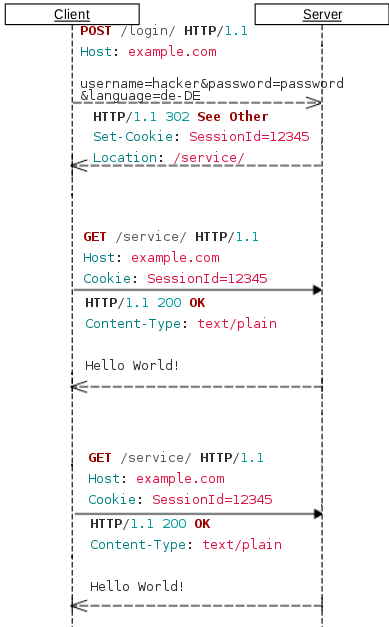 Client Server
POST /login/ HTTP/1.1
Host: example.com
username=hacker&password=password
&language=de-DE
HTTP/1.1 302 See Other
Set-Cookie: SessionId=12345
Location: /service/
GET /service/ HTTP/1.1
Host: example.com
Cookie: SessionId=12345
HTTP/1.1 200 OK
Content-Type: text/plain
Hello World!
GET /service/ HTTP/1.1
Host: example.com
Cookie: SessionId=12345
HTTP/1.1 200 OK
Content-Type: text/plain
Hello World!